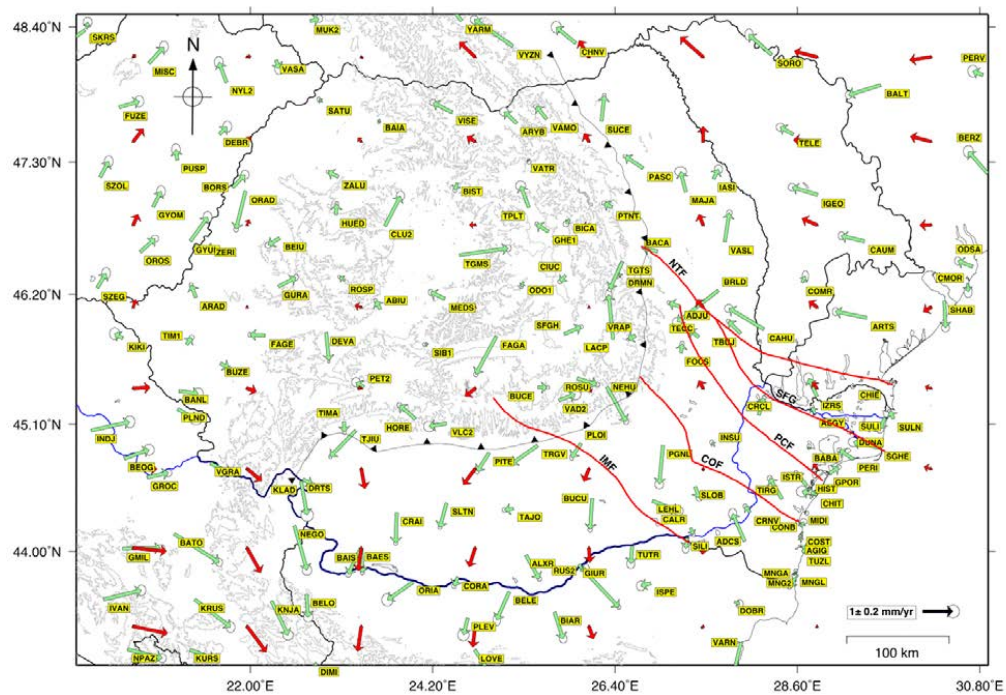 48.40˚N
SKRS
MUK2
YARM
VYZN
CHNV
SORO
PERV
N
MISC
NYL2
VASA
BALT
FUZE
SATU
VISE
BAIA
VAMO
SUCE
DEBR
TELE
BERZ
47.30˚N
PUSP
VATR
PASC
IASI
SZOL
BORS
ZALU
BIST
MAJA
GYOM
ORAD
HUED
TPLT
PTNT
IGEO
BICA
CLU2
GHE1
VASL
CAUM
ODSA
OROS
GYUI
ZERI
BEIU
BACA
NTF
TGMS
CIUC
TGTS
CMOR
46.20˚N
SZEG
ARAD
GURA
ROSP
ABIU
ODO1
DRMN
BRLD
COMR
MEDS
SHAB
ADJU
SFGH
VRAP
TECC
ARTS
KIKI
TIM1
FAGE
DEVA
SIB1
FAGA
LACP
CAHU
FOCS
BUZE
PET2
BUCE
ROSU
NEHU
BANL
SFG
CHIE
VAD2
CRCL
IZRS
PLND
TIMA
HORE
VLC2
PLOI
SULI
SULN
45.10˚N
INDJ
TJIU
INSU
PCF
DUNA
BEOG
PITE
TRGV
IMF
COF
PGNL
BABA
SGHE
PERI
GROC
VGRA
KLAD
DRTS
BUCU
SLOB
TIRG
ISTR
HIST
GPOR
SLTN
TAJO
LEHL
CHIT
CRAI
CALR
CRNV
CONB
MIDI
44.00˚N
NEGO
GMIL
BATO
BAIS
BAES
ALXR
RUS2
GIUR
TUTR
SILI
ADCS
COST
AGIG
TUZL
ORIA
CORA
BELE
ISPE
MNGA
MNG2
MNGL
IVAN
KRUS
KNJA
BELO
PLEV
BIAR
DOBR
1± 0.2 mm/yr
VARN
NPAZ
KURS
DIMI
LOVE
100 km
22.00˚E
24.20˚E
26.40˚E
28.60˚E
30.80˚E